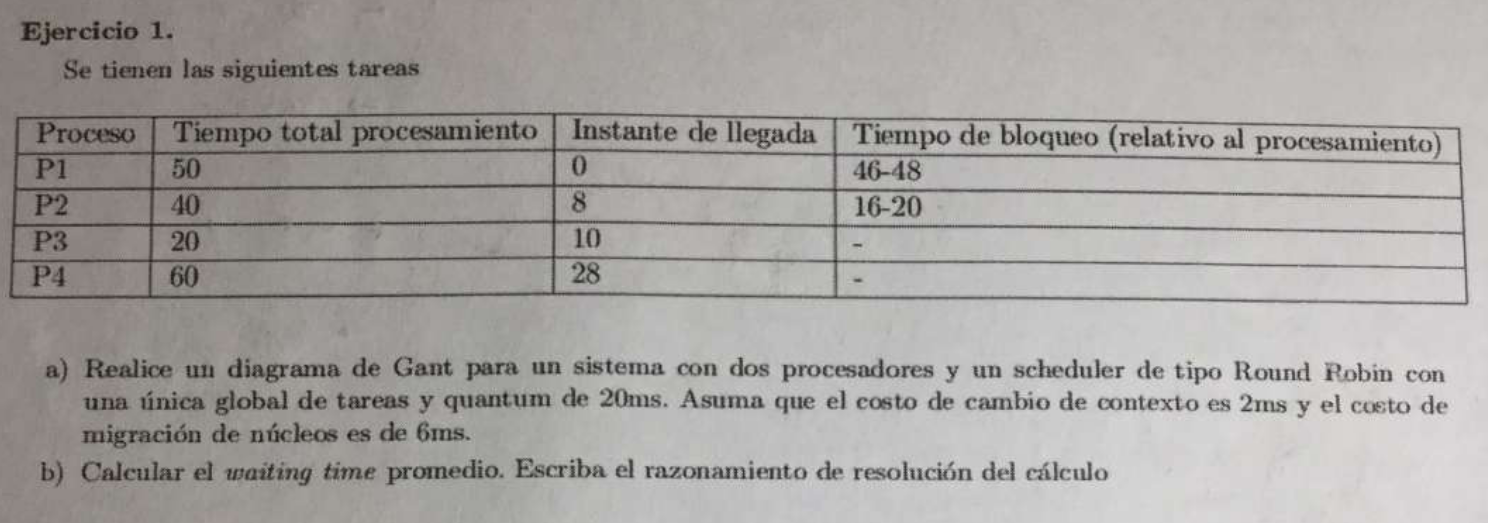 Ejercicio 1.
Se tienen las siguientes tareas
Proceso Tiempo total procesamiento Instante de llegada Tiempo de bloqueo (relativo al procesamiento)
P1 50 0 46-48
P2 40 8 16-20
P3 20 10 -
P4 60 28 -
a) Realice un diagrama de Gant para un sistema con dos procesadores y un scheduler de tipo Round Robin con
una única global de tareas y quantum de 20ms. Asuma que el costo de cambio de contexto es 2ms y el costo de
migración de núcleos es de 6ms.
b) Calcular el waiting time promedio. Escriba el razonamiento de resolución del cálculo